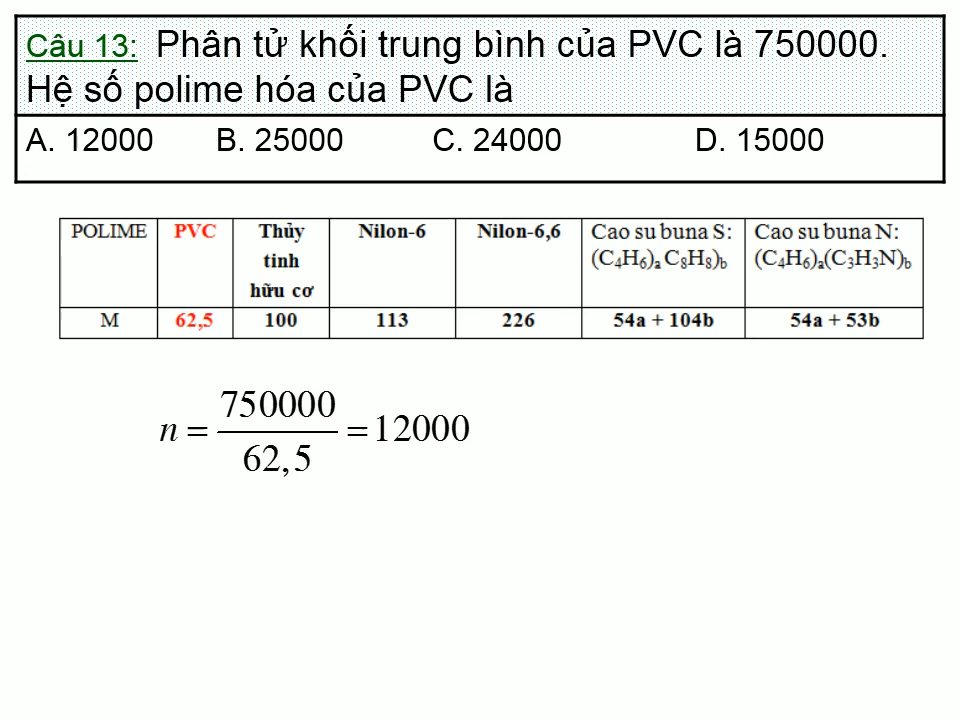 Câu 13: Phân tử khối trung bình của PVC là 750000.
Hệ số polime hóa của PVC là
A. 12000 B. 25000 C. 24000 D. 15000
POLIME PVC Thủy tinh hữu cơ Nilon-6 Nilon-6,6 Cao su buna S: (C₄H₆)ₐ C₈H₈)b Cao su buna N: (C₄H₆)ₐ(C₃H₃N)b
M 62,5 100 113 226 54a + 104b 54a + 53b
n = 750000 / 62,5 = 12000